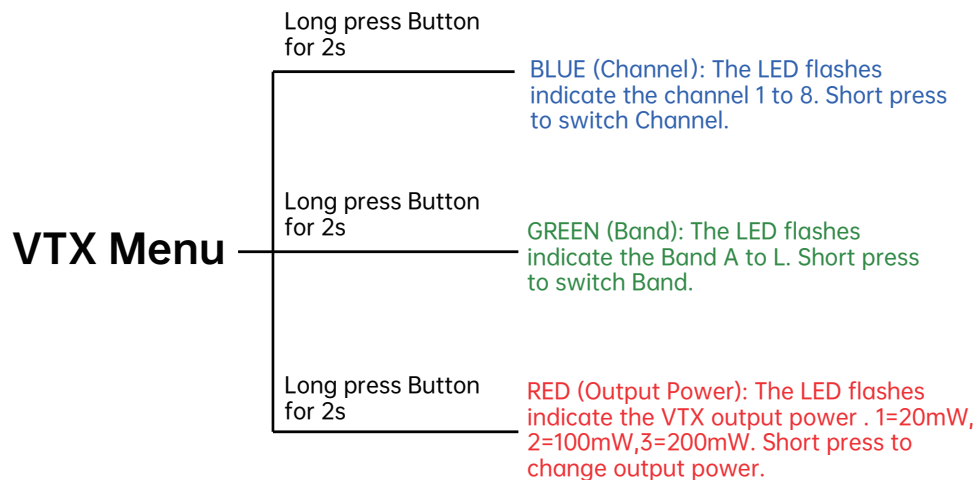 Long press Button
for 2s
BLUE (Channel): The LED flashes
indicate the channel 1 to 8. Short press
to switch Channel.
Long press Button
for 2s
VTX Menu
GREEN (Band): The LED flashes
indicate the Band A to L. Short press
to switch Band.
Long press Button
for 2s
RED (Output Power): The LED flashes
indicate the VTX output power . 1=20mW,
2=100mW,3=200mW. Short press to
change output power.